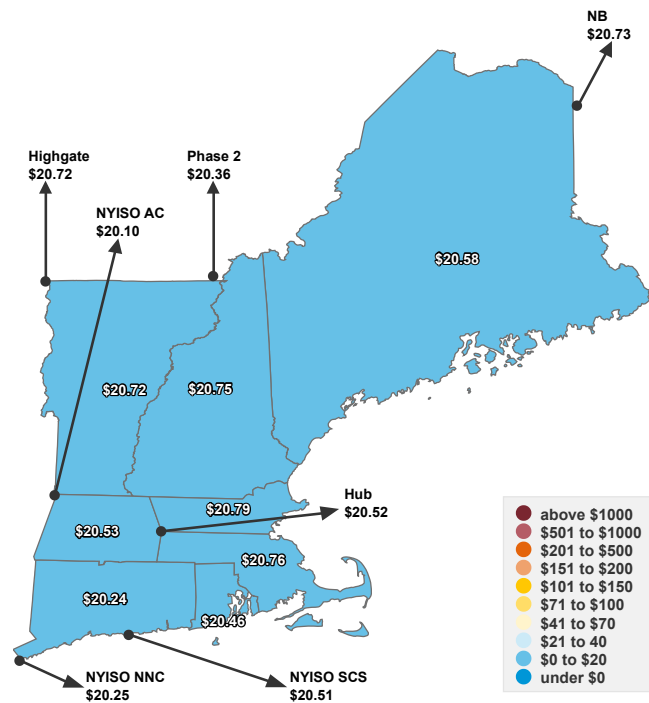 NB
$20.73
Highgate
$20.72
Phase 2
$20.36
NYISO AC
$20.10
$20.58
$20.72
$20.75
Hub
$20.52
$20.79
$20.53
$20.76
$20.24
$20.46
NYISO NNC
$20.25
NYISO SCS
$20.51
above $1000
$501 to $1000
$201 to $500
$151 to $200
$101 to $150
$71 to $100
$41 to $70
$21 to 40
$0 to $20
under $0